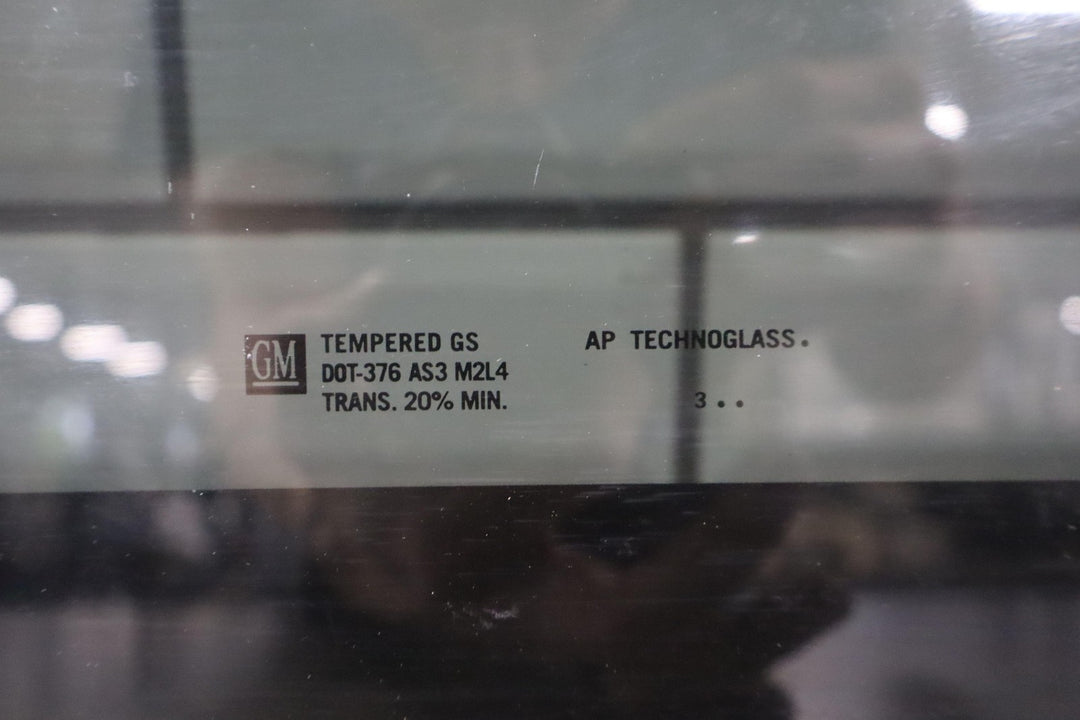 GM
TEMPERED GS
DOT-376 AS3 M2L4
TRANS. 20% MIN.
AP TECHNOGLASS.
3..